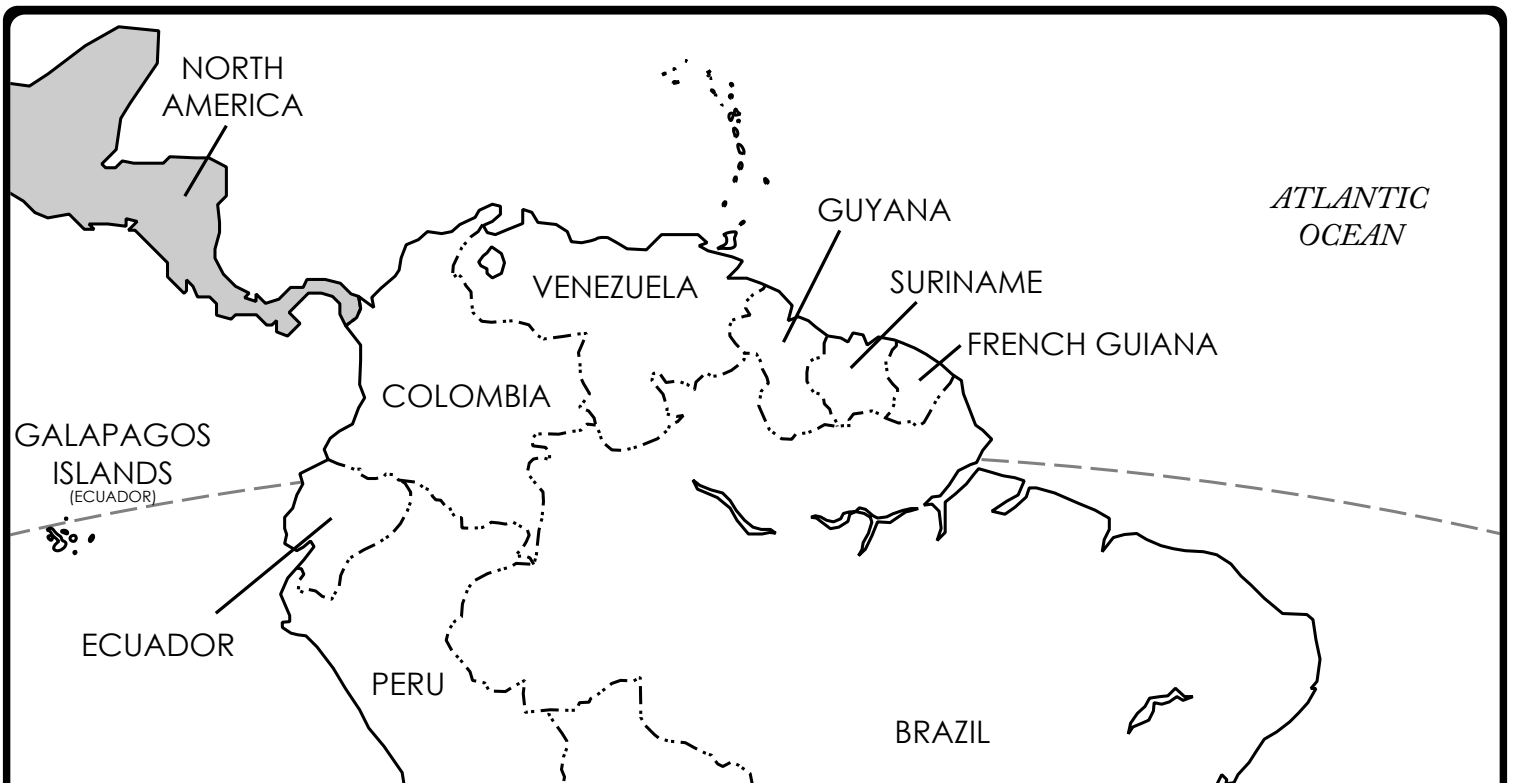 NORTH
AMERICA
ATLANTIC
OCEAN
GUYANA
SURINAME
VENEZUELA
FRENCH GUIANA
COLOMBIA
GALAPAGOS
ISLANDS
(ECUADOR)
ECUADOR
PERU
BRAZIL